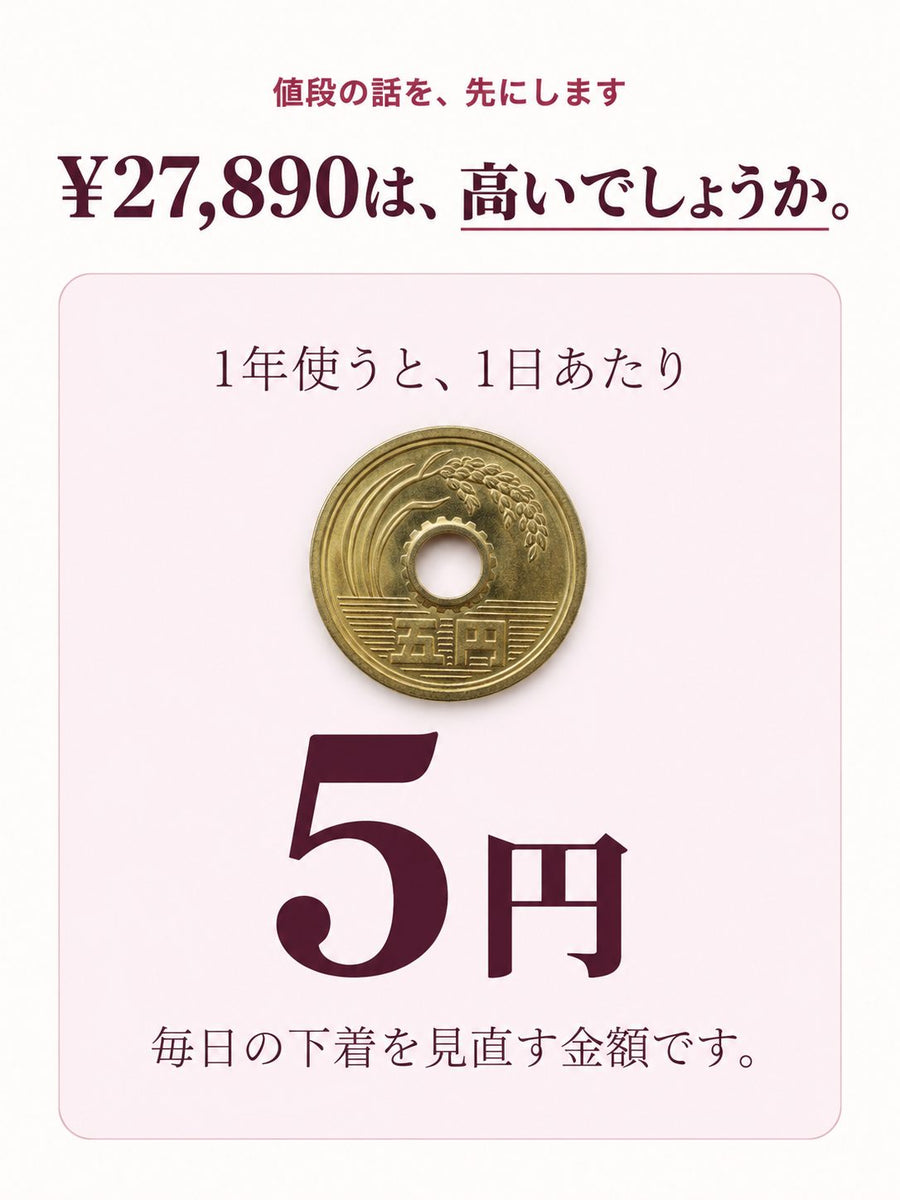 値段の話を、先にします
¥27,890は、高いでしょうか。
1年使うと、1日あたり
五円
5円
毎日の下着を見直す金額です。